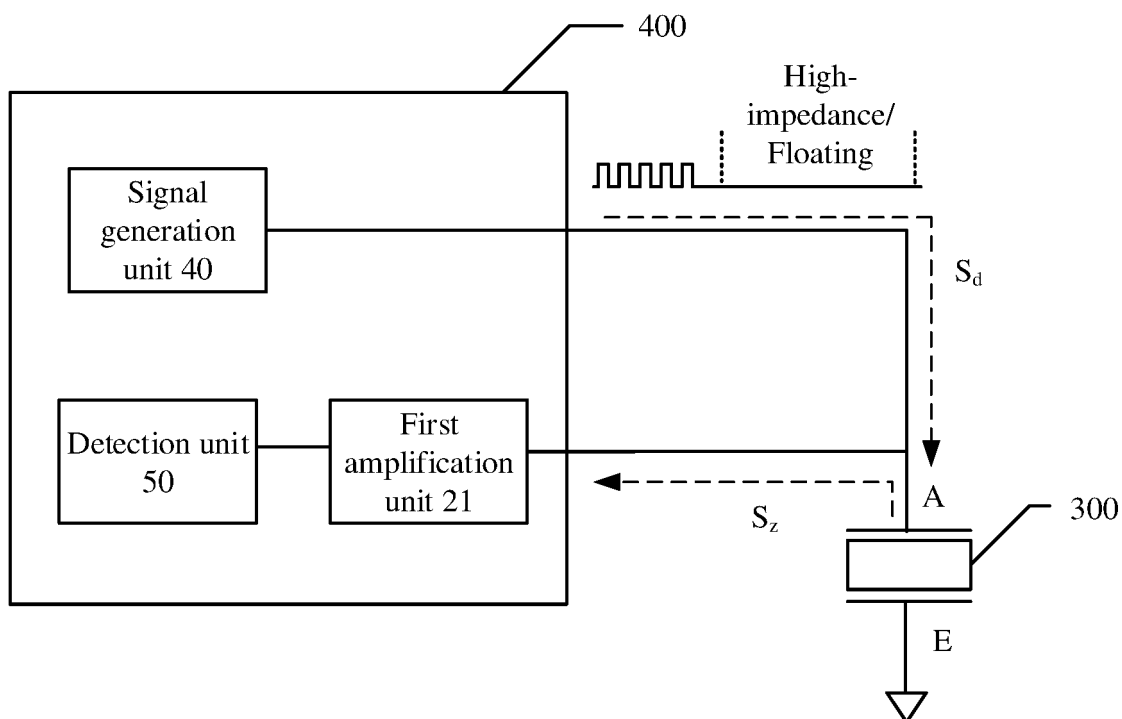 400
High-
impedance/
Floating
Signal
generation
unit 40
S_d
Detection unit
50
First
amplification
unit 21
S_z
A
300
E